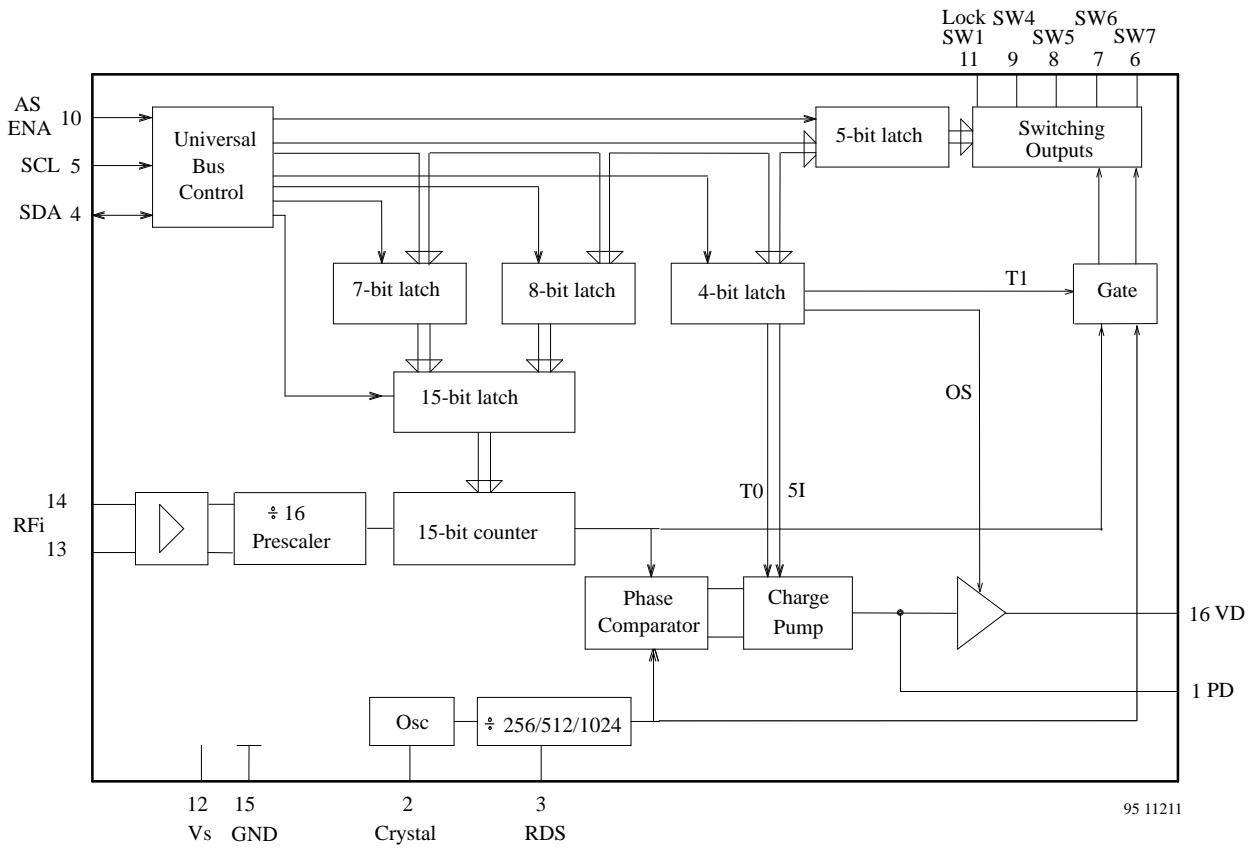 Lock SW4 SW6
SW1 SW5 SW7
11 9 8 7 6
AS
ENA 10
SCL 5
SDA 4
Universal
Bus
Control
5-bit latch
Switching
Outputs
7-bit latch
8-bit latch
4-bit latch
T1
Gate
15-bit latch
OS
14
RFi
13
÷ 16
Prescaler
15-bit counter
T0 5I
Phase
Comparator
Charge
Pump
16 VD
1 PD
Osc
÷ 256/512/1024
12 15 2 3
Vs GND Crystal RDS
95 11211